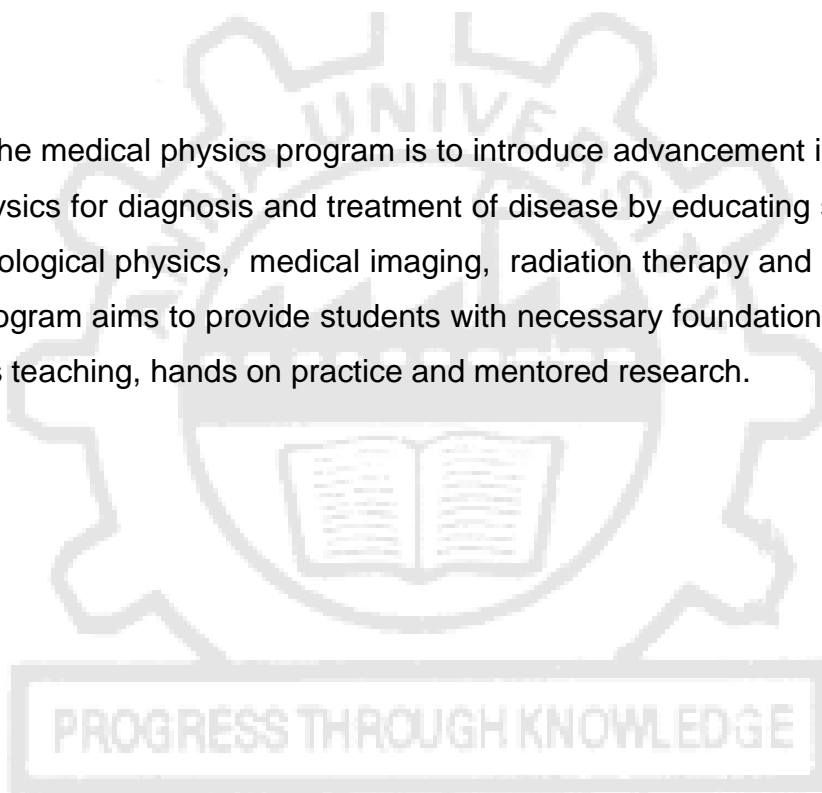 ANNA UNIVERSITY
he medical physics program is to introduce advancement i
ysics for diagnosis and treatment of disease by educating s
ological physics, medical imaging, radiation therapy and
ogram aims to provide students with necessary foundation
s teaching, hands on practice and mentored research.
PROGRESS THROUGH KNOWLEDGE